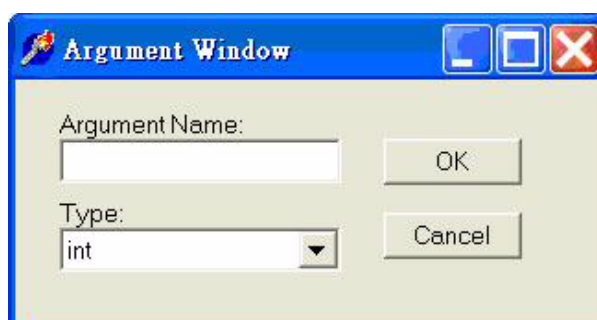 Argument Window
Argument Name:
OK
Type:
int
Cancel